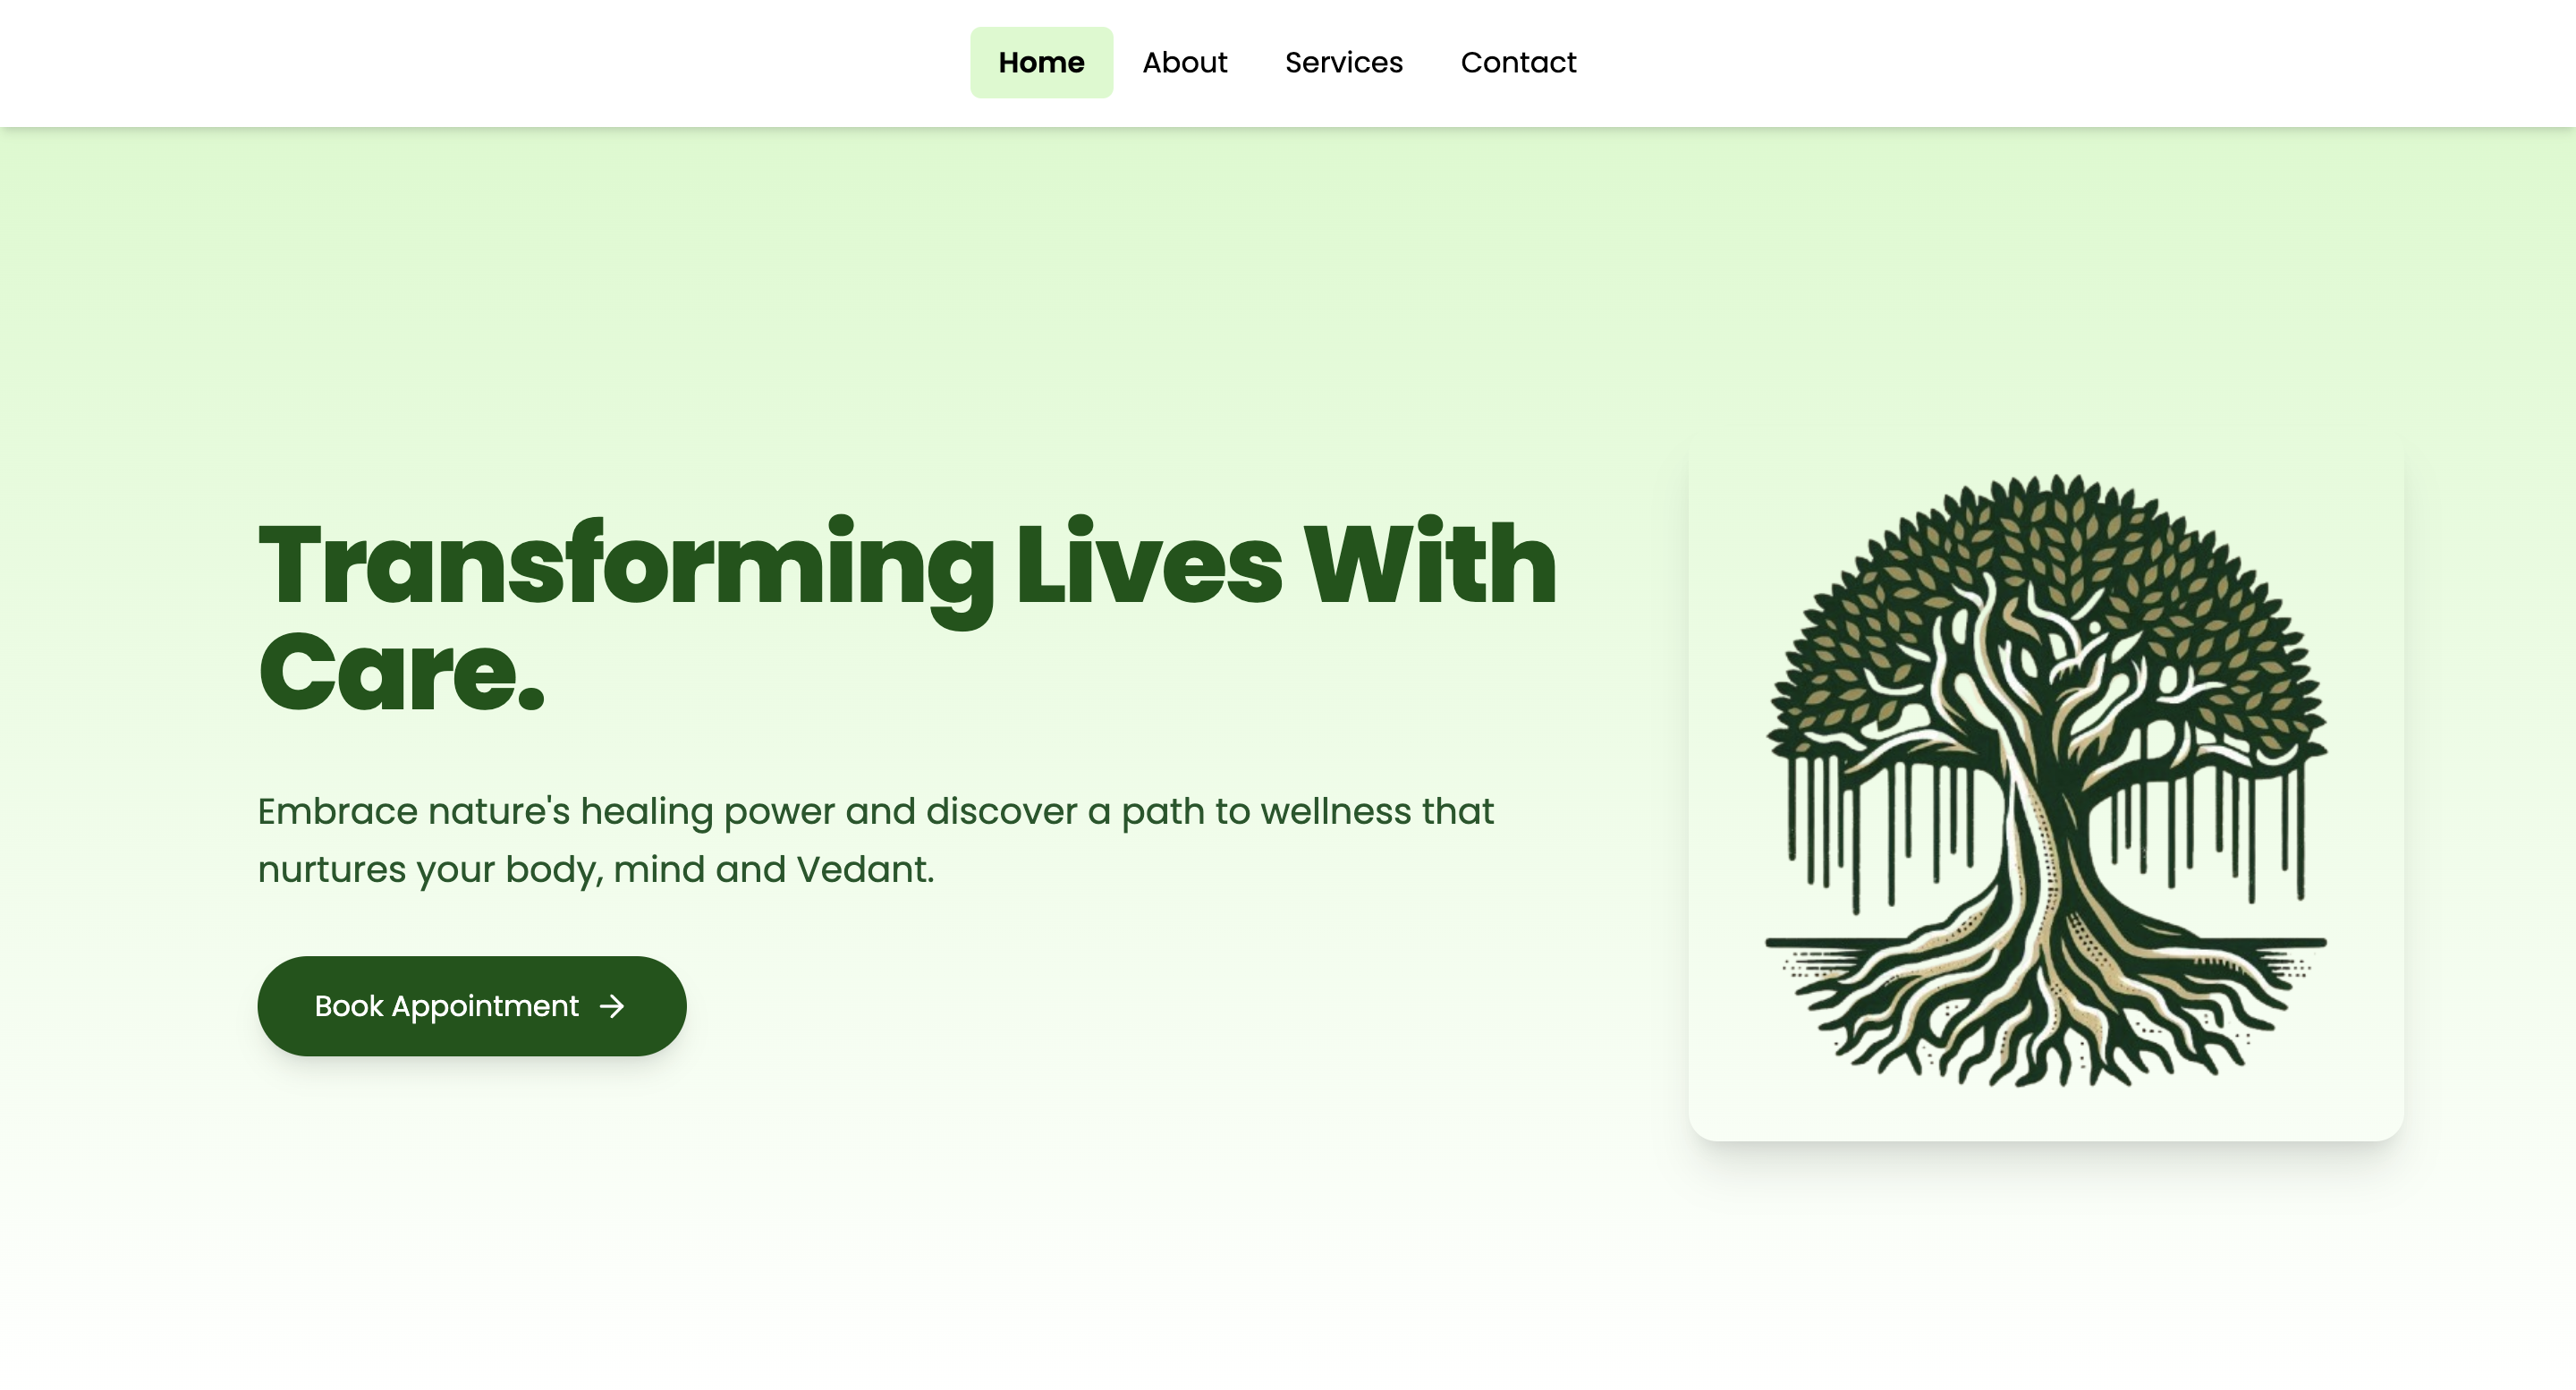 Home
About
Services
Contact
Transforming Lives With
Care.
Embrace nature's healing power and discover a path to wellness that
nurtures your body, mind and Vedant.
Book Appointment